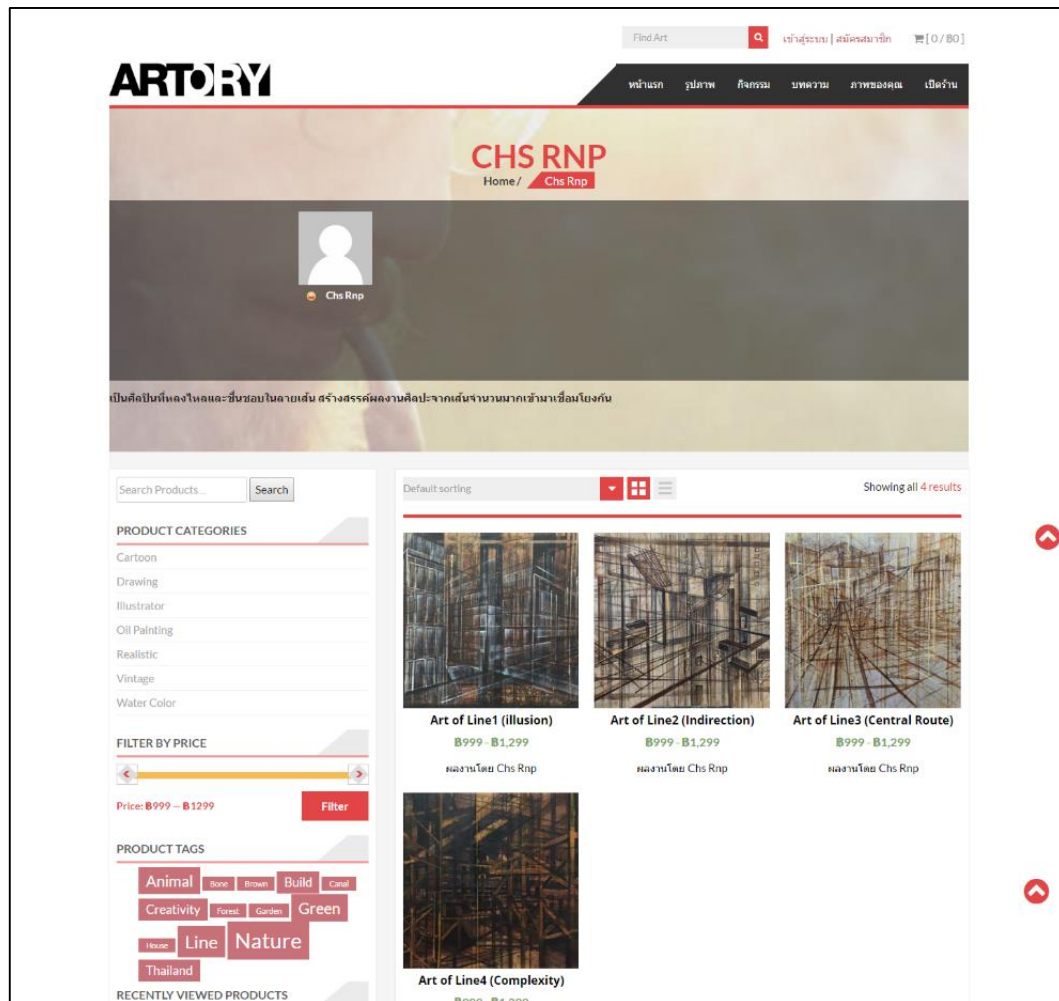 Find Art
เข้าสู่ระบบ | สมัครสมาชิก
[ 0 / ฿0 ]
ARTORY
หน้าแรก รูปภาพ กิจกรรม บทความ ภาพของคุณ เปิดร้าน
CHS RNP
Home / Chs Rnp
Chs Rnp
เป็นศิลปินที่หลงใหลและชื่นชอบในลายเส้น สร้างสรรค์ผลงานศิลปะจากเส้นจำนวนมากเข้ามาเชื่อมโยงกัน
Search Products... Search
PRODUCT CATEGORIES
Cartoon
Drawing
Illustrator
Oil Painting
Realistic
Vintage
Water Color
FILTER BY PRICE
Price: ฿999 — ฿1299 Filter
PRODUCT TAGS
Animal Bone Brown Build Canal
Creativity Forest Garden Green
House Line Nature
Thailand
RECENTLY VIEWED PRODUCTS
Default sorting
Showing all 4 results
Art of Line1 (illusion) Art of Line2 (Indirection) Art of Line3 (Central Route)
฿999 - ฿1,299 ฿999 - ฿1,299 ฿999 - ฿1,299
ผลงานโดย Chs Rnp ผลงานโดย Chs Rnp ผลงานโดย Chs Rnp
Art of Line4 (Complexity)
฿999 - ฿1,299